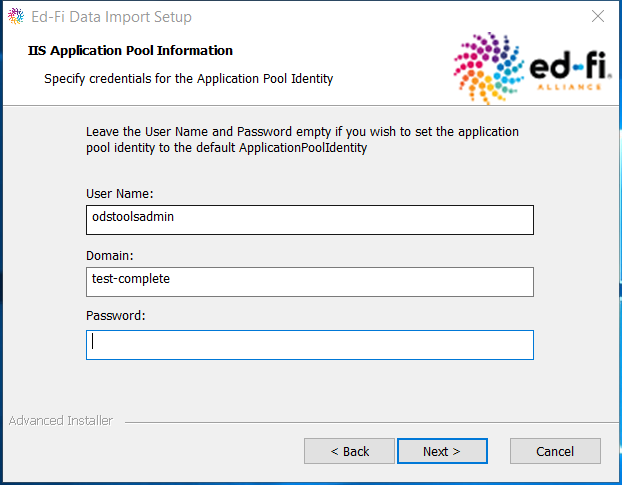 Ed-Fi Data Import Setup
IIS Application Pool Information
Specify credentials for the Application Pool Identity
ed-fi
ALLIANCE
Leave the User Name and Password empty if you wish to set the application
pool identity to the default ApplicationPoolIdentity
User Name:
odstoolsadmin
Domain:
test-complete
Password:
Advanced Installer
< Back
Next >
Cancel